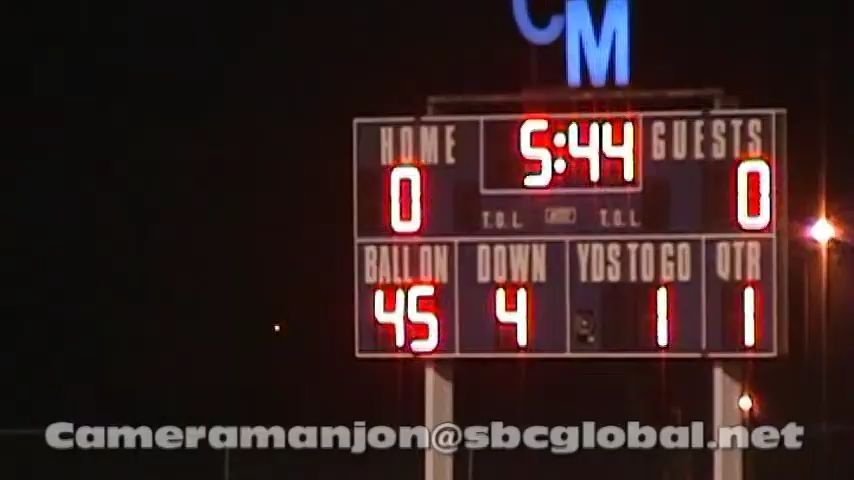 CM
HOME 5:44 GUESTS
0 0
T.O.L. T.O.L.
BALL ON DOWN YDS TO GO QTR
45 4 1 1
Cameramanjon@sbcglobal.net